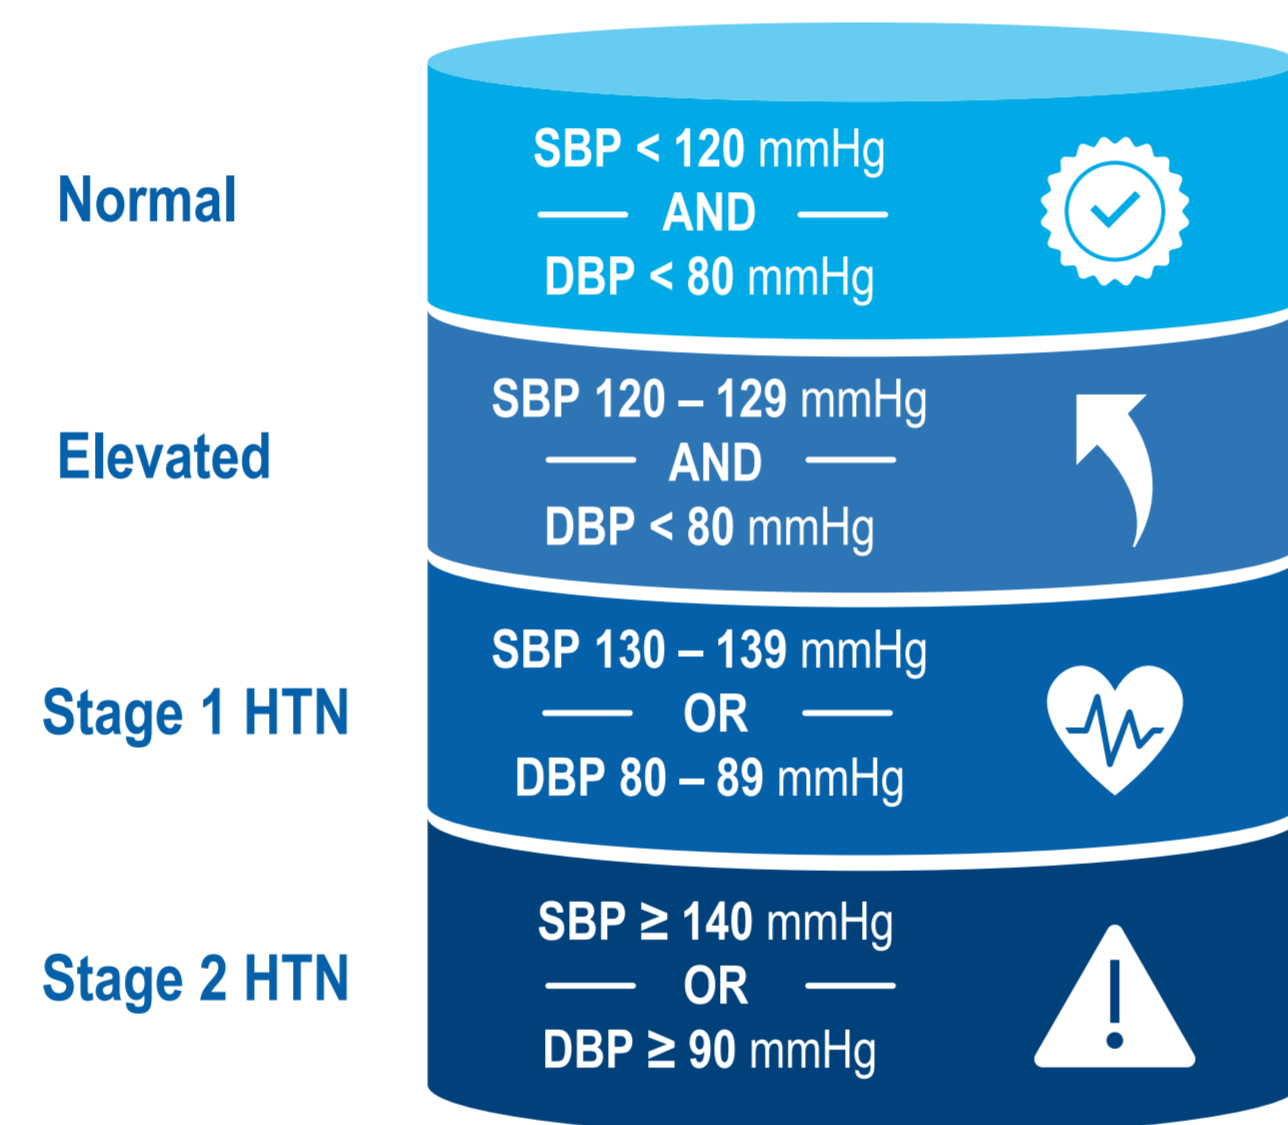 Normal
SBP < 120 mmHg
AND
DBP < 80 mmHg
Elevated
SBP 120 – 129 mmHg
AND
DBP < 80 mmHg
Stage 1 HTN
SBP 130 – 139 mmHg
OR
DBP 80 – 89 mmHg
Stage 2 HTN
SBP ≥ 140 mmHg
OR
DBP ≥ 90 mmHg